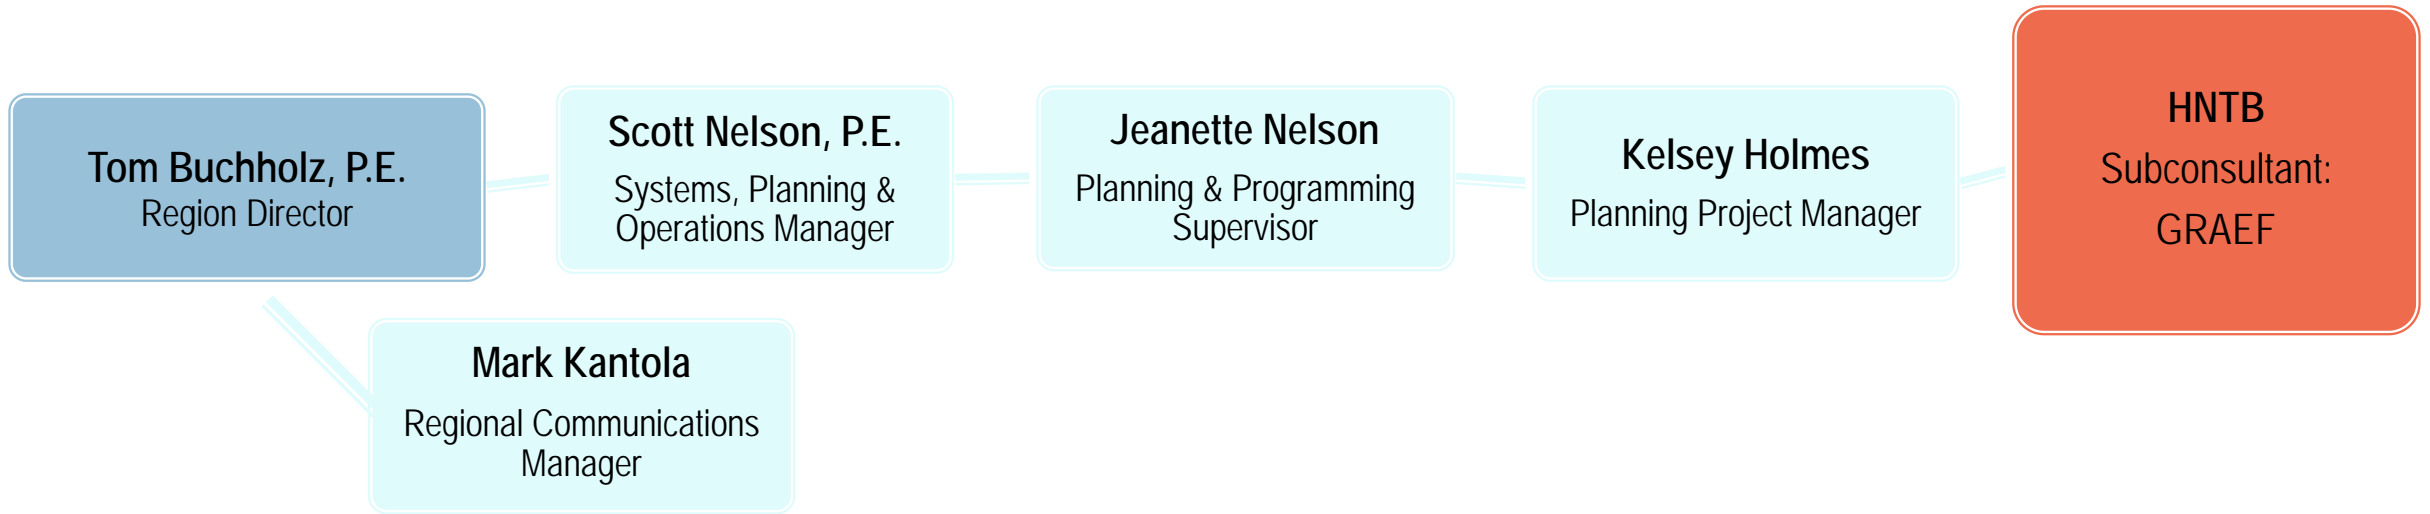 Tom Buchholz, P.E.
Region Director
Scott Nelson, P.E.
Systems, Planning &
Operations Manager
Jeanette Nelson
Planning & Programming
Supervisor
Kelsey Holmes
Planning Project Manager
HNTB
Subconsultant:
GRAEF
Mark Kantola
Regional Communications
Manager